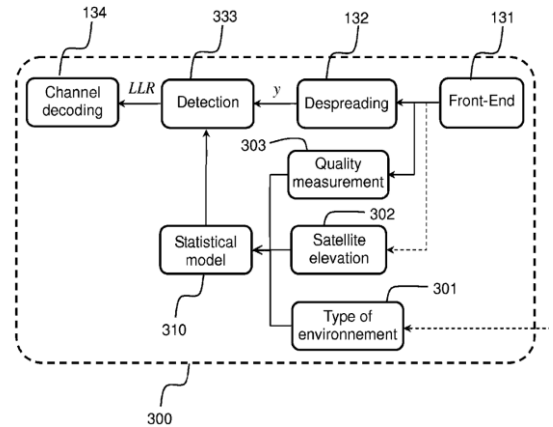 134
333
132
131
Channel
decoding
LLR
Detection
y
Despreading
Front-End
303
Quality
measurement
302
Statistical
model
Satellite
elevation
301
310
Type of
environnement
300